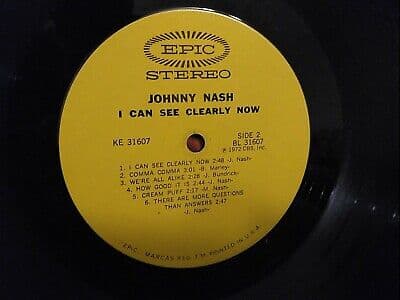 EPIC
STEREO
JOHNNY NASH
I CAN SEE CLEARLY NOW
KE 31607
SIDE 2
BL 31607
℗ 1972 CBS, Inc.
1. I CAN SEE CLEARLY NOW 2:48 -J. Nash-
2. COMMA COMMA 3:01 -B. Marley-
3. WE'RE ALL ALIKE 2:28 -J. Bundrick-
4. HOW GOOD IT IS 2:44 -J. Nash-
5. CREAM PUFF 2:17 -M. Nash-
6. THERE ARE MORE QUESTIONS
THAN ANSWERS 2:47
-J. Nash-
EPIC, MARCAS REG. T.M. PRINTED IN U.S.A.